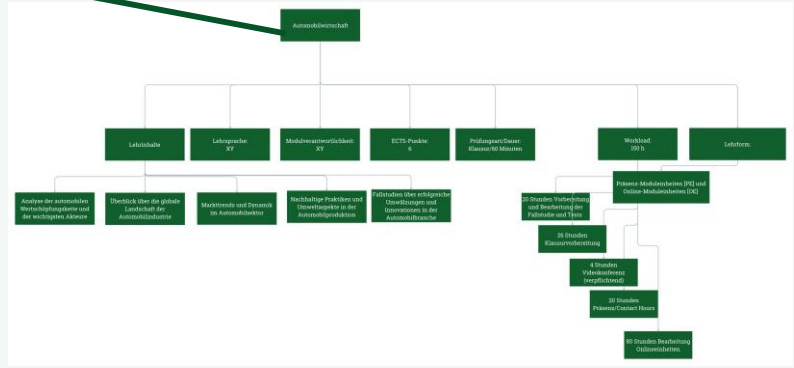 Automobilwirtschaft
Lehrinhalte
Lehrsprache:
XY
Modulverantwortlichkeit:
XY
ECTS-Punkte:
6
Prüfungsart/Dauer:
Klausur/60 Minuten
Workload:
150 h
Lehrform:
Analyse der automobilen
Wertschöpfungskette und
der wichtigsten Akteure
Überblick über die globale
Landschaft der
Automobilindustrie
Markttrends und Dynamik
im Automobilsektor
Nachhaltige Praktiken und
Umweltaspekte in der
Automobilproduktion
Fallstudien über erfolgreiche
Umwälzungen und
Innovationen in der
Automobilbranche
Präsenz-Moduleinheiten (PE) und
Online-Moduleinheiten (OE)
20 Stunden Vorbereitung
und Bearbeitung der
Fallstudie und Texte
26 Stunden
Klausurvorbereitung
4 Stunden
Videokonferenz
(verpflichtend)
20 Stunden
Präsenz/Contact Hours
80 Stunden Bearbeitung
Onlineeinheiten